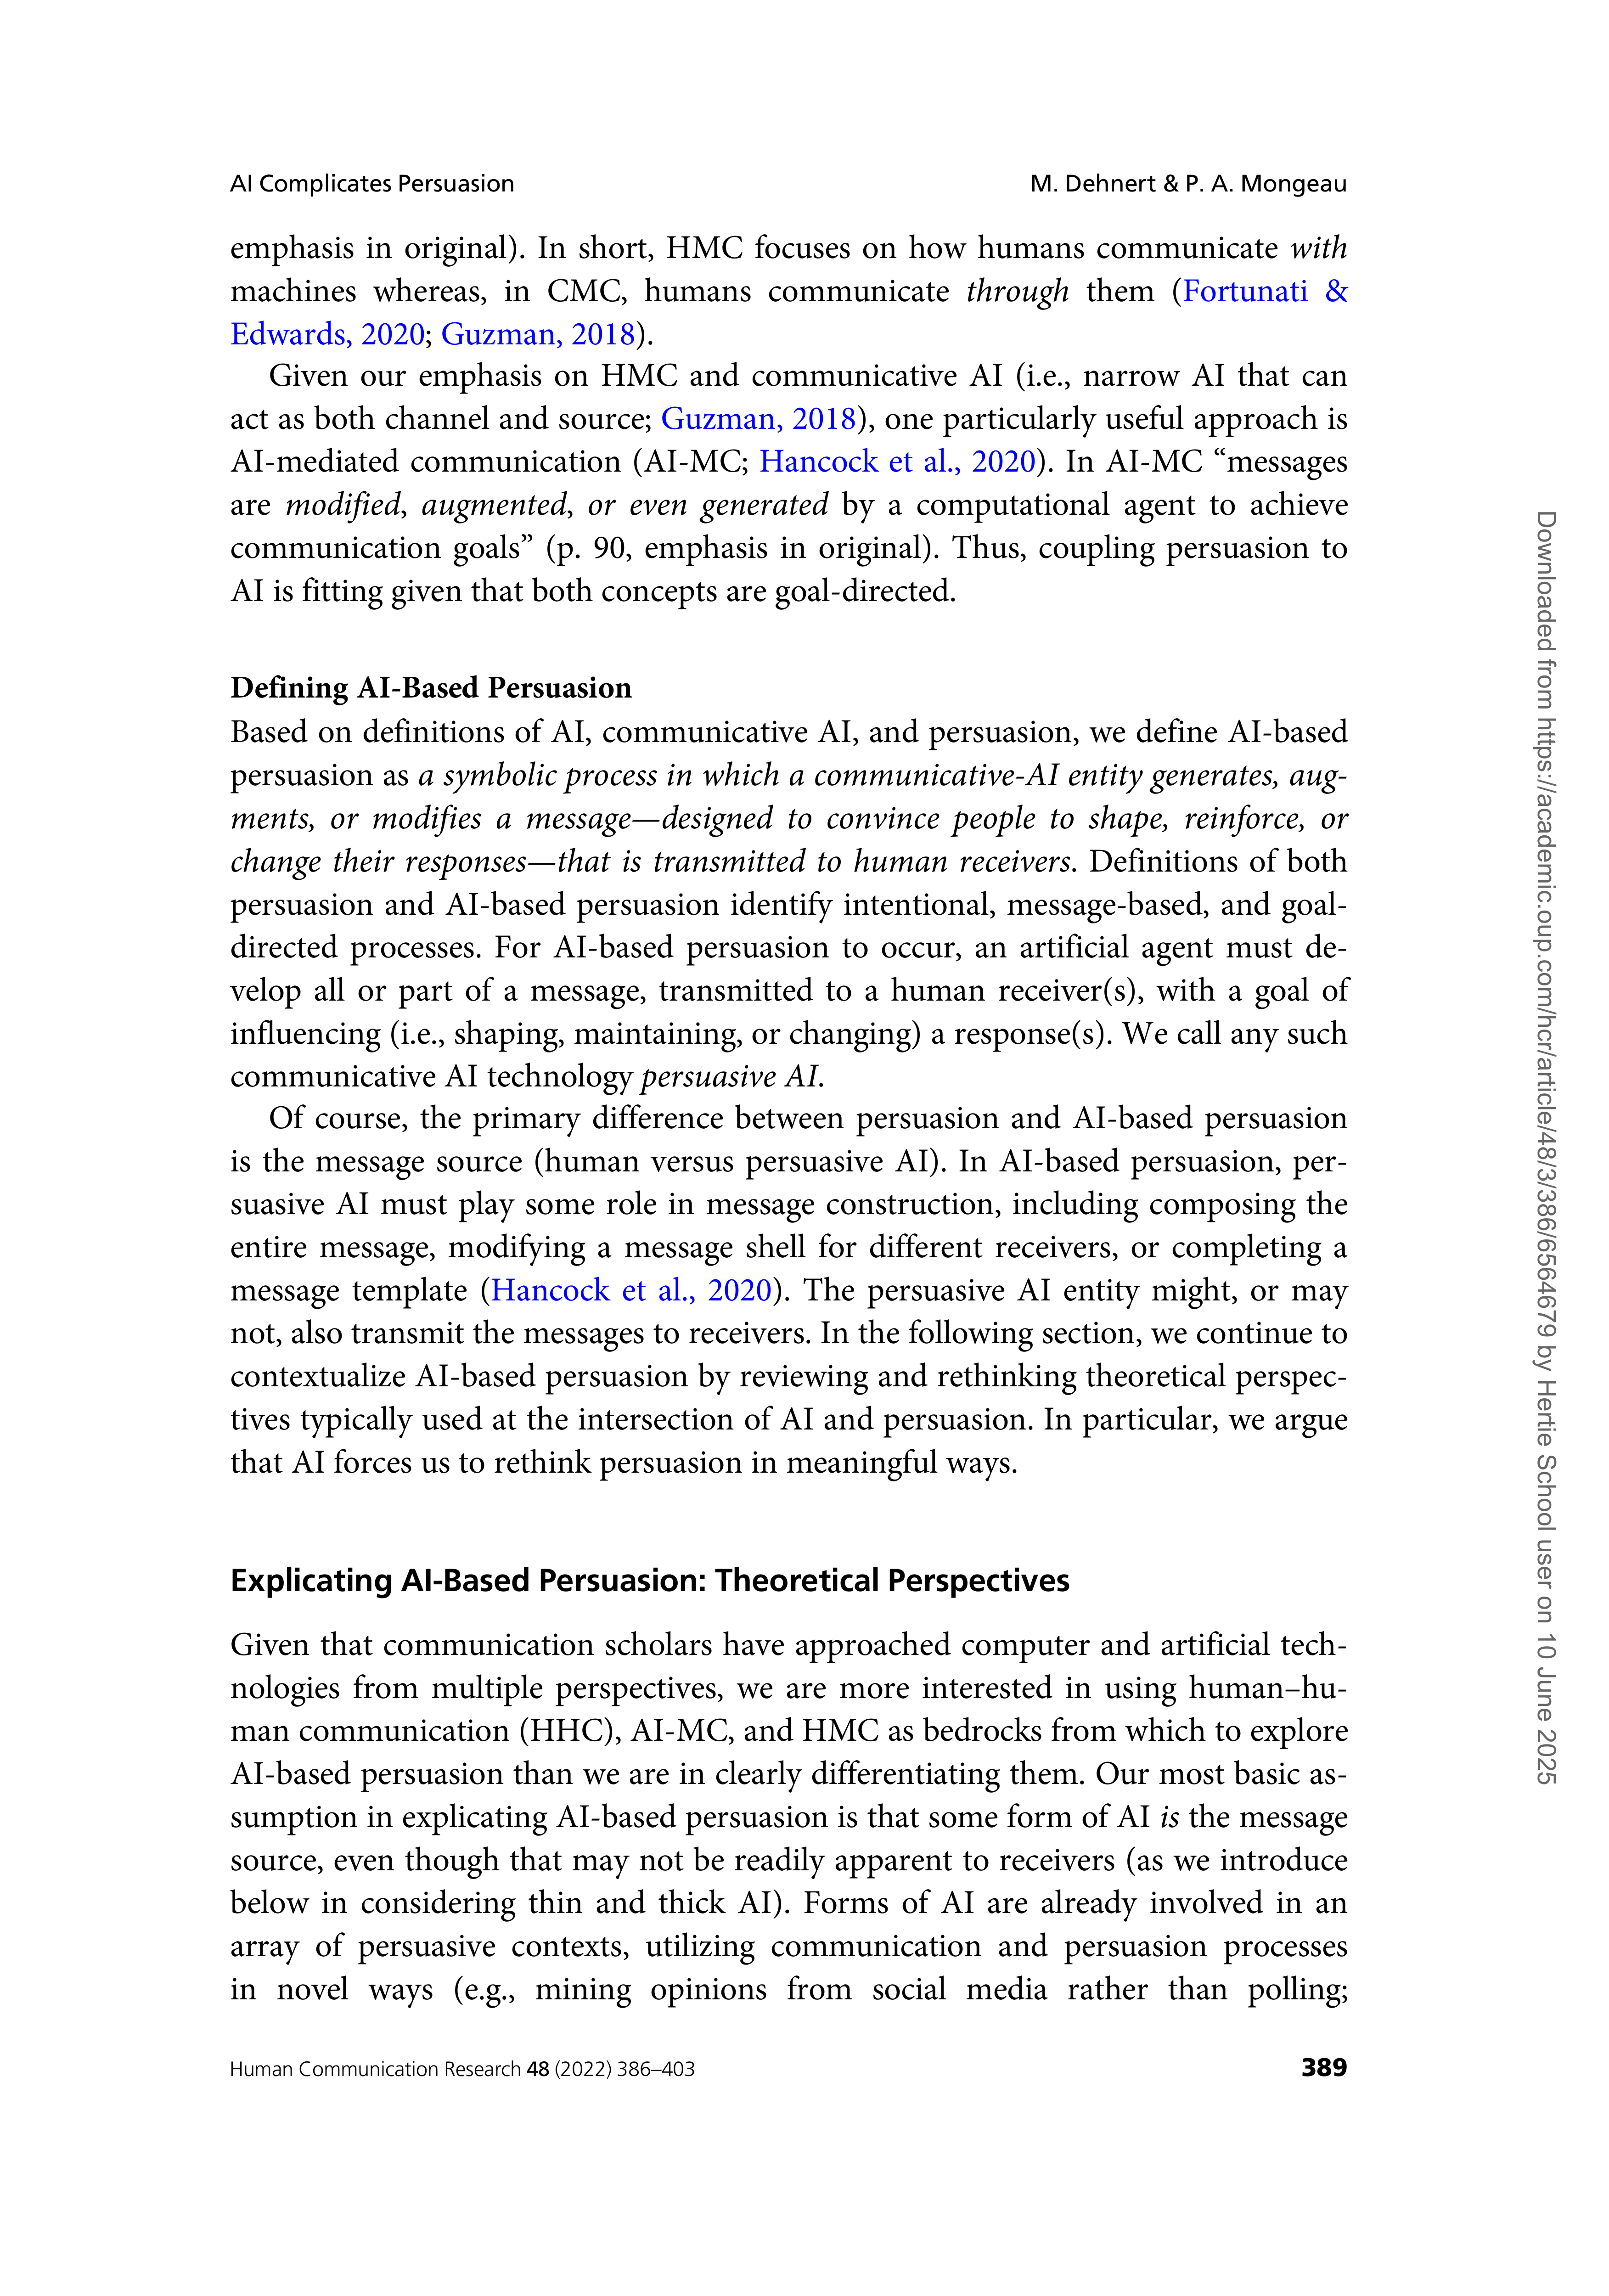 AI Complicates Persuasion
M. Dehnert & P. A. Mongeau
emphasis in original). In short, HMC focuses on how humans communicate with
machines whereas, in CMC, humans communicate through them (Fortunati &
Edwards, 2020; Guzman, 2018).
Given our emphasis on HMC and communicative AI (i.e., narrow AI that can
act as both channel and source; Guzman, 2018), one particularly useful approach is
AI-mediated communication (AI-MC; Hancock et al., 2020). In AI-MC “messages
are modified, augmented, or even generated by a computational agent to achieve
communication goals” (p. 90, emphasis in original). Thus, coupling persuasion to
AI is fitting given that both concepts are goal-directed.
Defining AI-Based Persuasion
Based on definitions of AI, communicative AI, and persuasion, we define AI-based
persuasion as a symbolic process in which a communicative-AI entity generates, aug-
ments, or modifies a message—designed to convince people to shape, reinforce, or
change their responses—that is transmitted to human receivers. Definitions of both
persuasion and AI-based persuasion identify intentional, message-based, and goal-
directed processes. For AI-based persuasion to occur, an artificial agent must de-
velop all or part of a message, transmitted to a human receiver(s), with a goal of
influencing (i.e., shaping, maintaining, or changing) a response(s). We call any such
communicative AI technology persuasive AI.
Of course, the primary difference between persuasion and AI-based persuasion
is the message source (human versus persuasive AI). In AI-based persuasion, per-
suasive AI must play some role in message construction, including composing the
entire message, modifying a message shell for different receivers, or completing a
message template (Hancock et al., 2020). The persuasive AI entity might, or may
not, also transmit the messages to receivers. In the following section, we continue to
contextualize AI-based persuasion by reviewing and rethinking theoretical perspec-
tives typically used at the intersection of AI and persuasion. In particular, we argue
that AI forces us to rethink persuasion in meaningful ways.
Explicating AI-Based Persuasion: Theoretical Perspectives
Given that communication scholars have approached computer and artificial tech-
nologies from multiple perspectives, we are more interested in using human–hu-
man communication (HHC), AI-MC, and HMC as bedrocks from which to explore
AI-based persuasion than we are in clearly differentiating them. Our most basic as-
sumption in explicating AI-based persuasion is that some form of AI is the message
source, even though that may not be readily apparent to receivers (as we introduce
below in considering thin and thick AI). Forms of AI are already involved in an
array of persuasive contexts, utilizing communication and persuasion processes
in novel ways (e.g., mining opinions from social media rather than polling;
Human Communication Research 48 (2022) 386–403
389
Downloaded from https://academic.oup.com/hcr/article/48/3/386/6564679 by Hertie School user on 10 June 2025